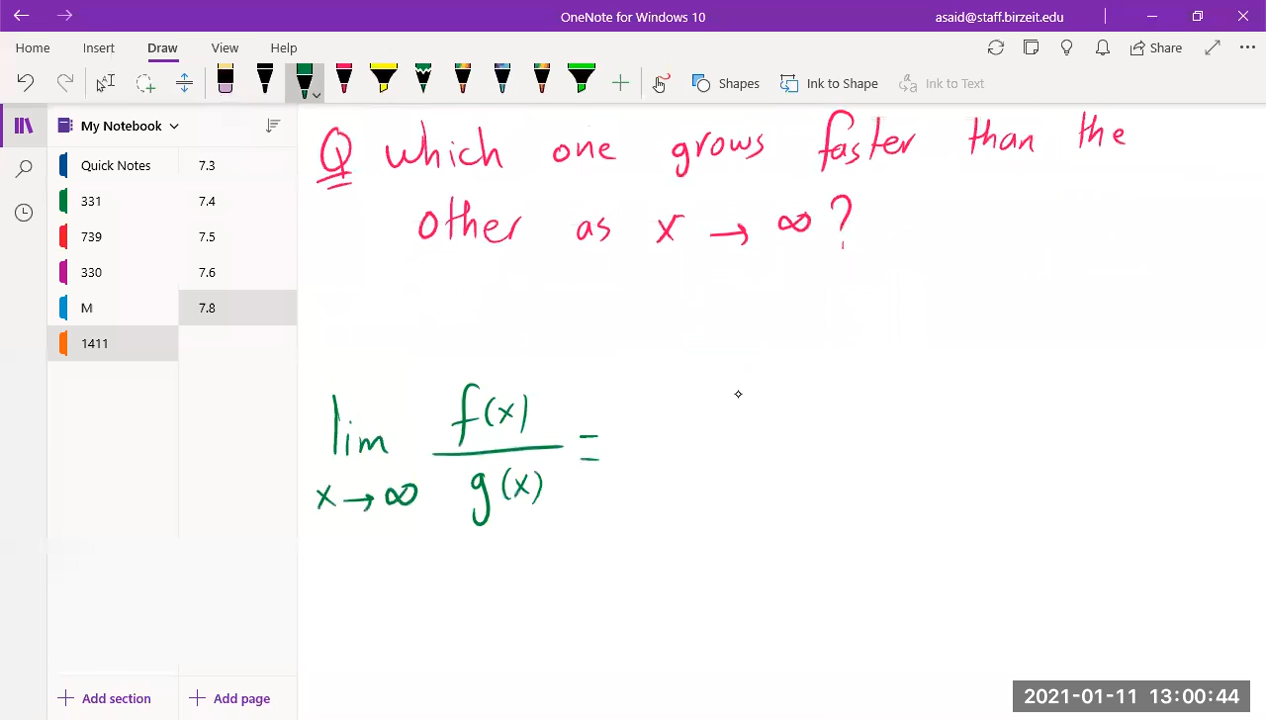 OneNote for Windows 10
asaid@staff.birzeit.edu
Home Insert Draw View Help
Share
Shapes Ink to Shape Ink to Text
My Notebook
Quick Notes 7.3
331 7.4
739 7.5
330 7.6
M 7.8
1411
Q which one grows faster than the
other as x → ∞ ?
lim f(x)
x → ∞ g(x) =
+ Add section + Add page
2021-01-11 13:00:44